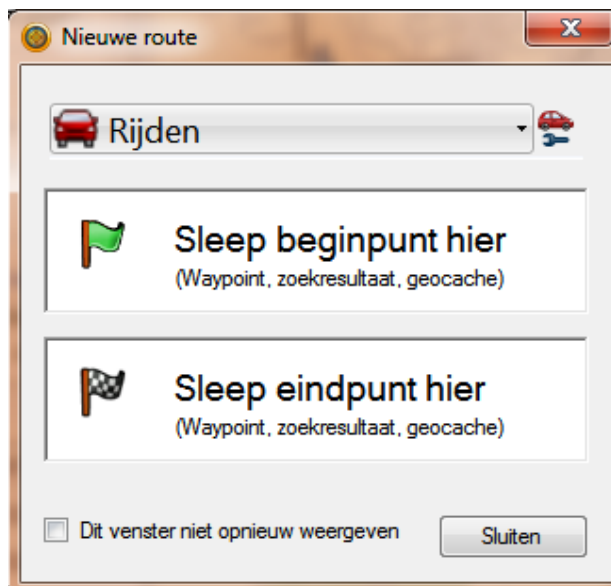 Nieuwe route
Rijden
Sleep beginpunt hier
(Waypoint, zoekresultaat, geocache)
Sleep eindpunt hier
(Waypoint, zoekresultaat, geocache)
Dit venster niet opnieuw weergeven
Sluiten